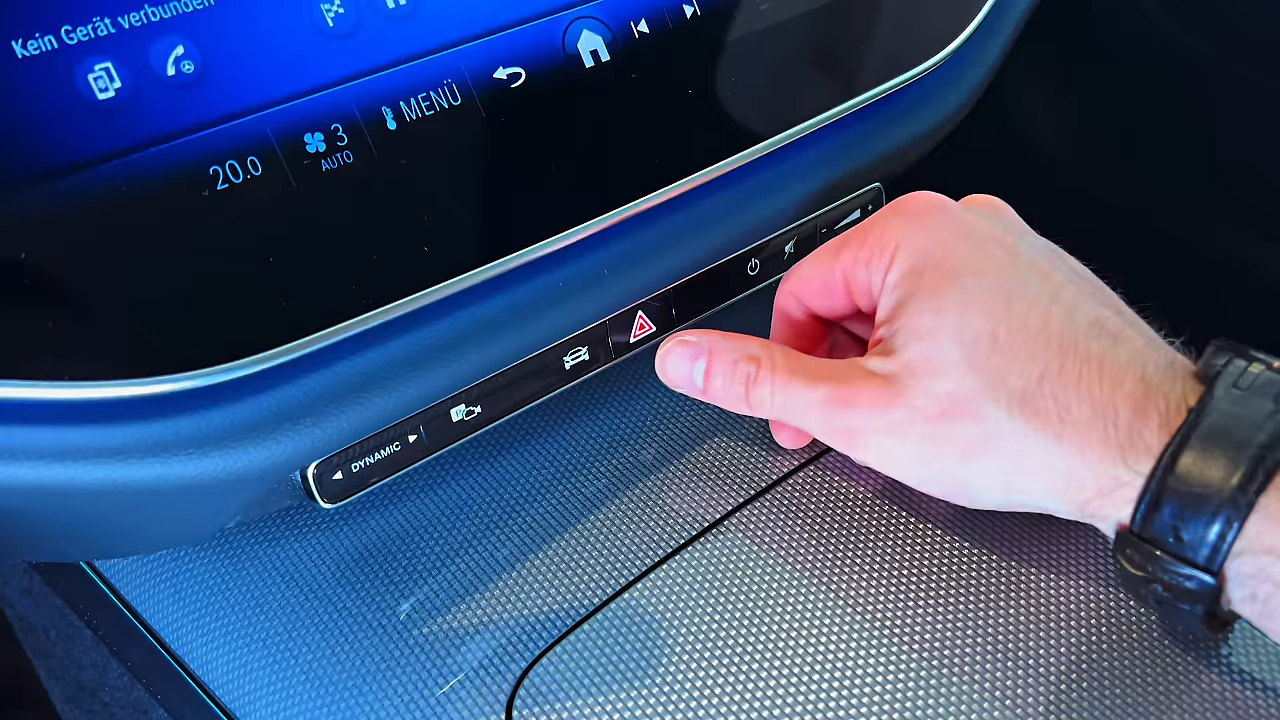 Kein Gerät verbunden
20.0
3
AUTO
MENÜ
DYNAMIC
P
- +